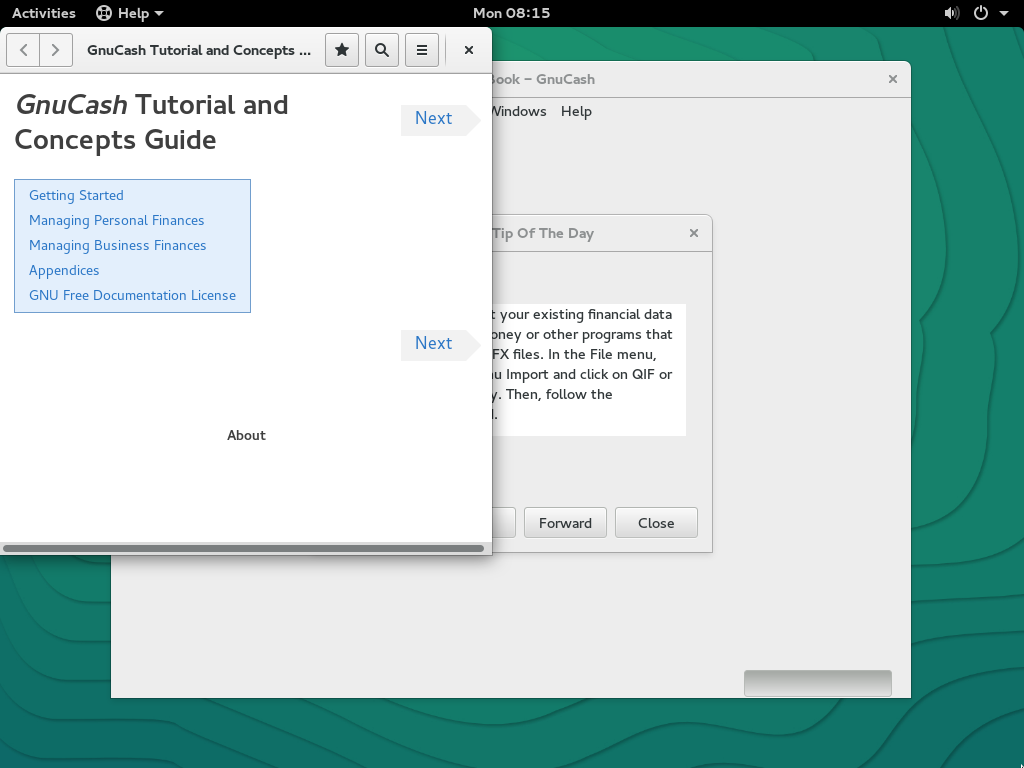 Activities Help Mon 08:15
GnuCash Tutorial and Concepts ...
GnuCash Tutorial and
Concepts Guide
Next
Getting Started
Managing Personal Finances
Managing Business Finances
Appendices
GNU Free Documentation License
Next
About
Book – GnuCash
Windows Help
Tip Of The Day
your existing financial data
or other programs that
files. In the File menu,
Import and click on QIF or
Then, follow the
Forward Close